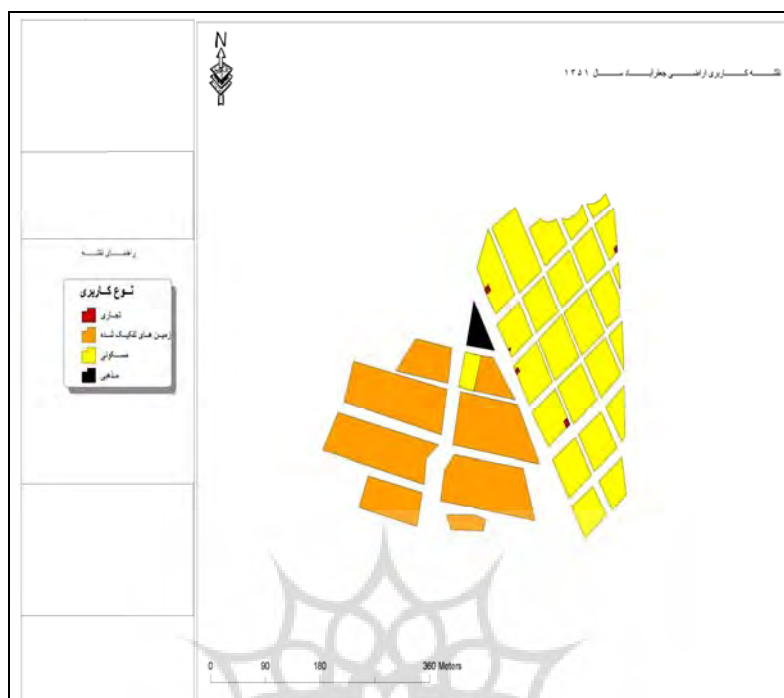 N
نقشه کاربری اراضی جعفرآباد سال ۱۳۵۱
راهنمای نقشه
نوع کاربری
تجاری
زمین های تفکیک شده
مسکونی
مذهبی
0 90 180 360 Meters